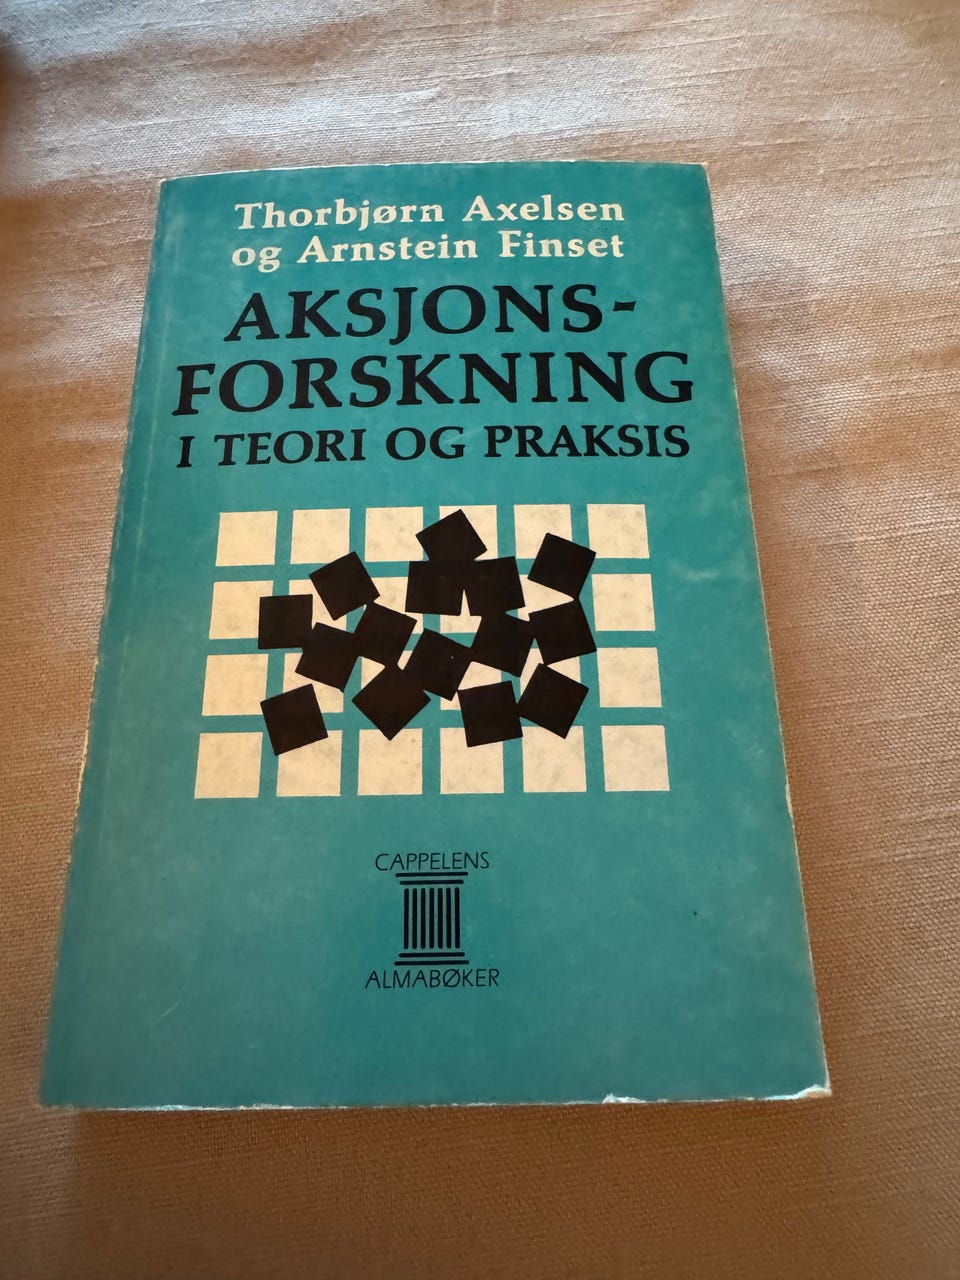 Thorbjørn Axelsen
og Arnstein Finset
AKSJONS-
FORSKNING
I TEORI OG PRAKSIS
CAPPELENS
ALMABØKER